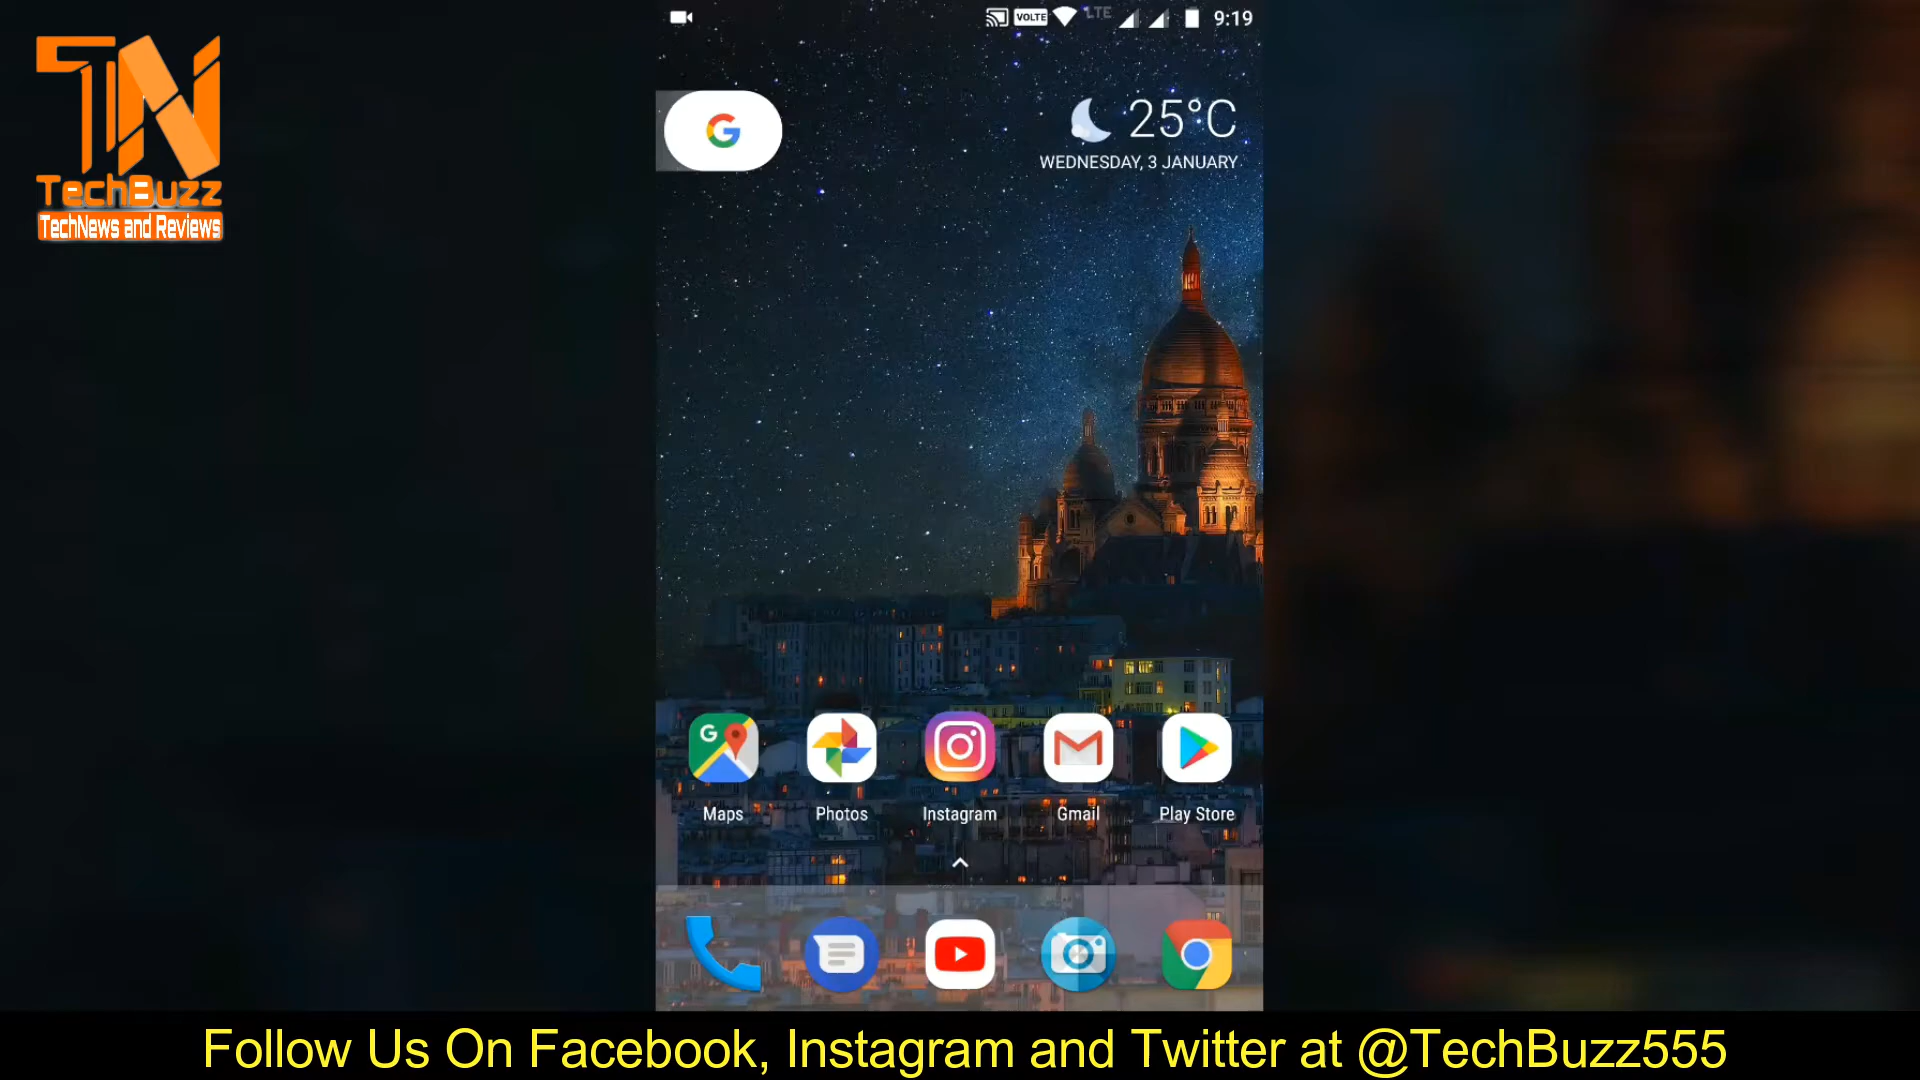 TN
TechBuzz
TechNews and Reviews
VOLTE LTE 9:19
G
25°C
WEDNESDAY, 3 JANUARY
G
Maps Photos Instagram Gmail Play Store
Follow Us On Facebook, Instagram and Twitter at @TechBuzz555